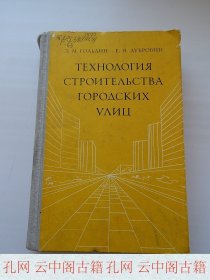 Э. М. ГОЛЬДИН Е. Н. ДУБРОВИН
ТЕХНОЛОГИЯ
СТРОИТЕЛЬСТВА
ГОРОДСКИХ
УЛИЦ
孔网 云中阁古籍 孔网 云中阁古籍